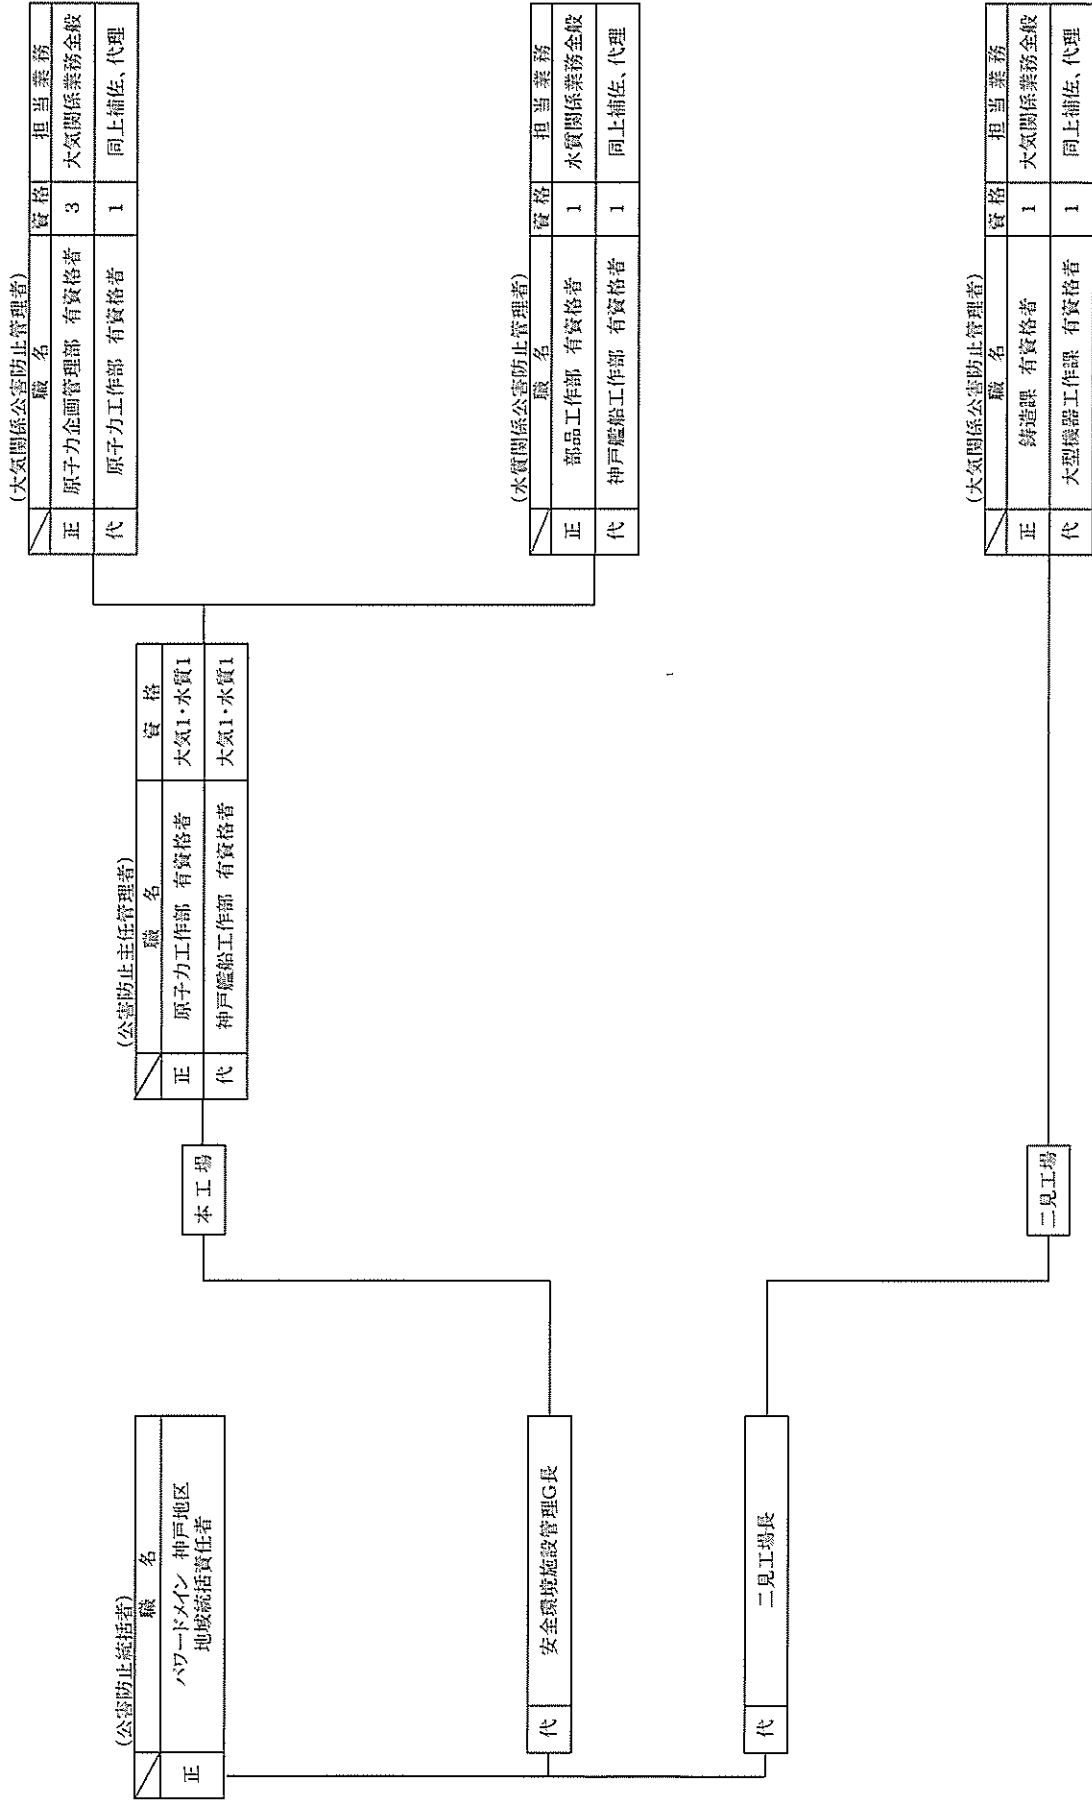 (公害防止統括者)
職 名
正 パワードメイン 神戸地区
地域統括責任者
代 安全環境施設管理G長
代 二見工場長
本工場
二見工場
(公害防止主任管理者)
職 名 資 格
正 原子力工作部 有資格者 大気1・水質1
代 神戸艦船工作部 有資格者 大気1・水質1
(大気関係公害防止管理者)
職 名 資格 担当業務
正 原子力企画管理部 有資格者 3 大気関係業務全般
代 原子力工作部 有資格者 1 同上補佐、代理
(水質関係公害防止管理者)
職 名 資格 担当業務
正 部品工作部 有資格者 1 水質関係業務全般
代 神戸艦船工作部 有資格者 1 同上補佐、代理
(大気関係公害防止管理者)
職 名 資格 担当業務
正 鋳造課 有資格者 1 大気関係業務全般
代 大型機器工作課 有資格者 1 同上補佐、代理